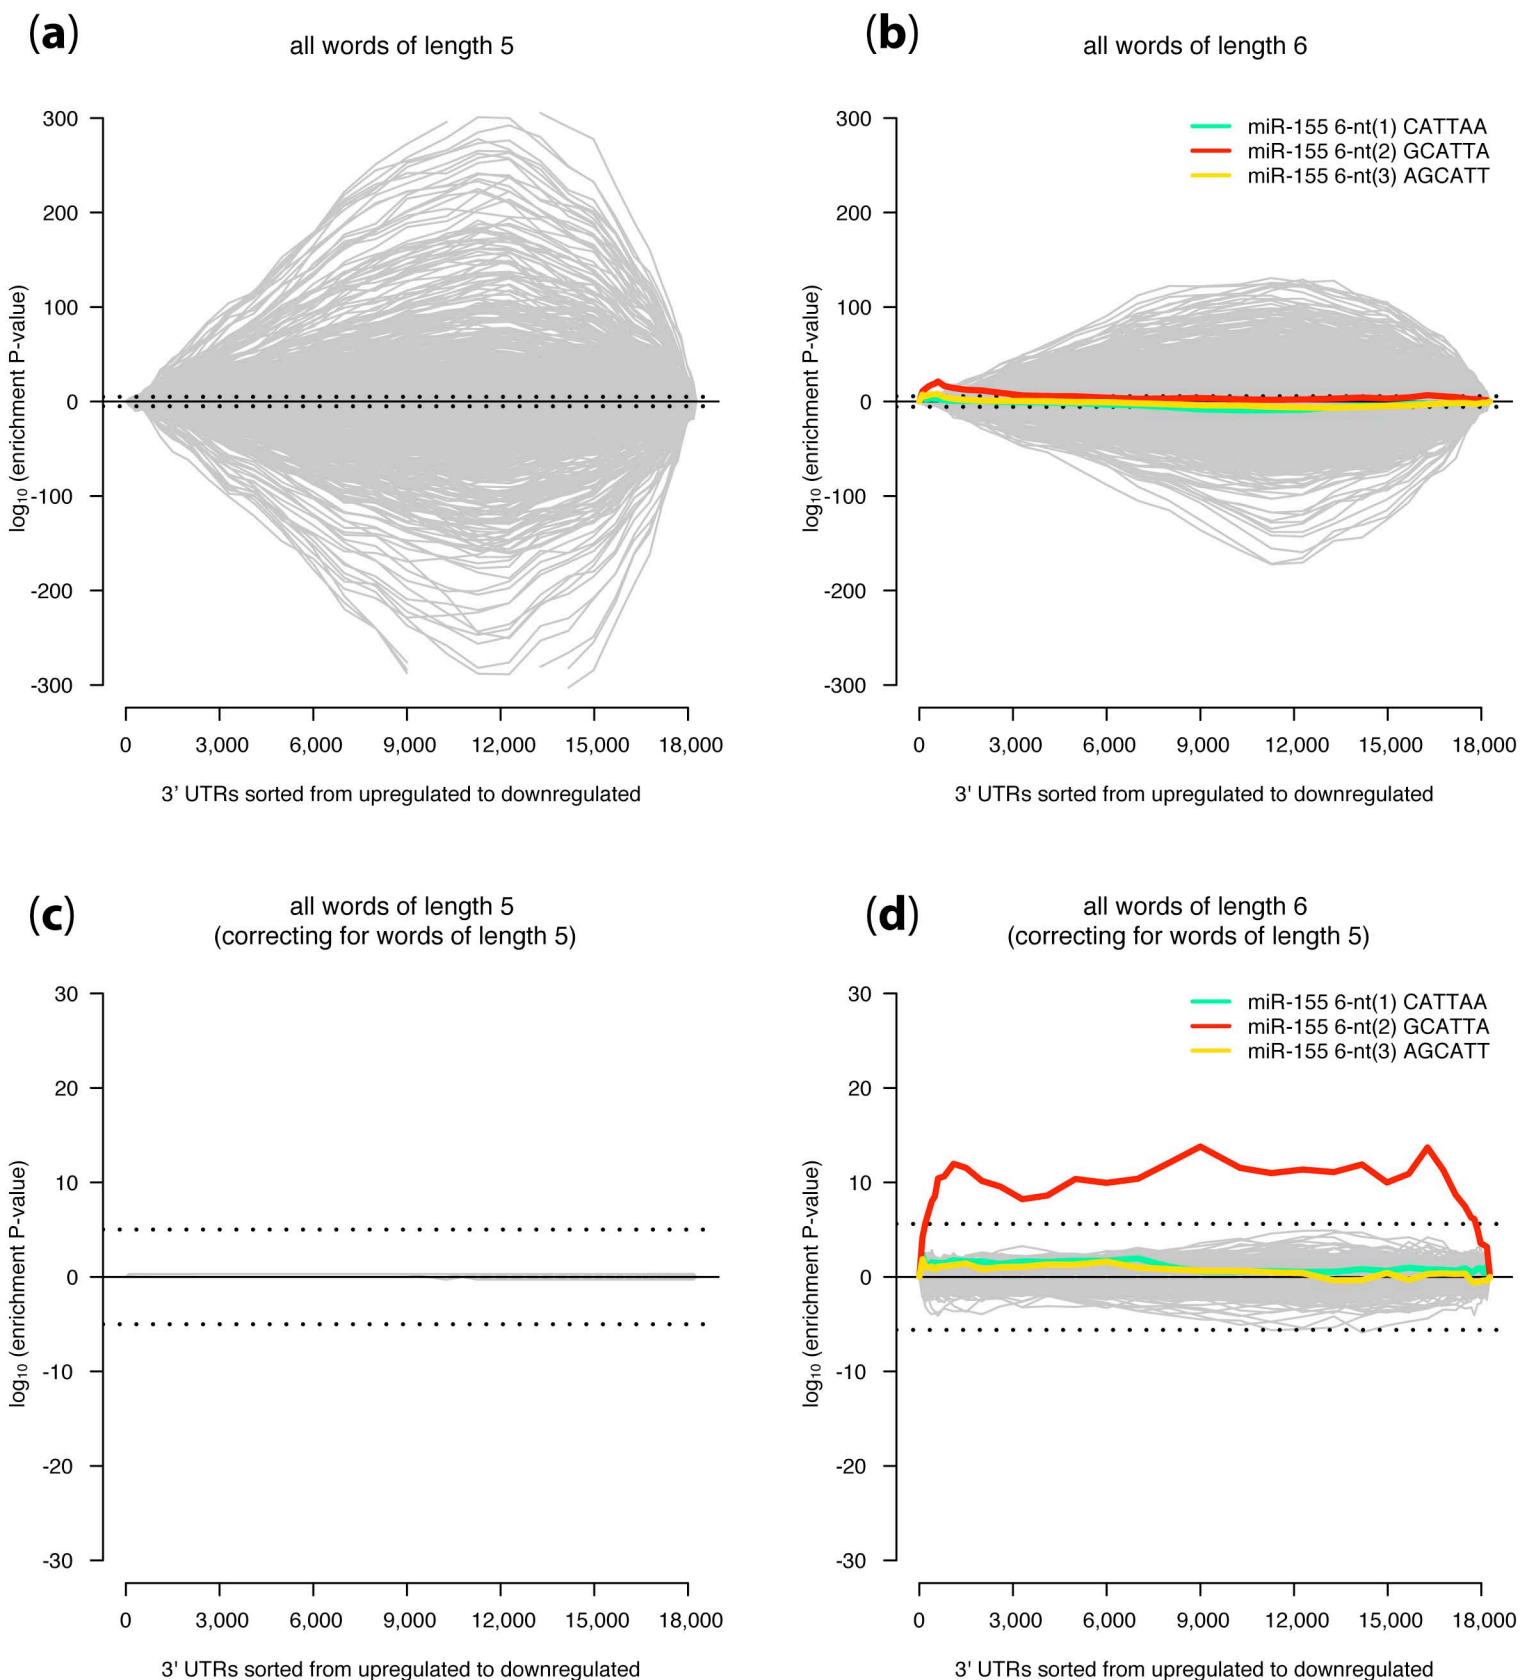 (a)
all words of length 5
300
200
100
0
-100
-200
-300
log10 (enrichment P-value)
0 3,000 6,000 9,000 12,000 15,000 18,000
3’ UTRs sorted from upregulated to downregulated
(b)
all words of length 6
miR-155 6-nt(1) CATTAA
miR-155 6-nt(2) GCATTA
miR-155 6-nt(3) AGCATT
300
200
100
0
-100
-200
-300
log10 (enrichment P-value)
0 3,000 6,000 9,000 12,000 15,000 18,000
3' UTRs sorted from upregulated to downregulated
(c)
all words of length 5
(correcting for words of length 5)
30
20
10
0
-10
-20
-30
log10 (enrichment P-value)
0 3,000 6,000 9,000 12,000 15,000 18,000
3' UTRs sorted from upregulated to downregulated
(d)
all words of length 6
(correcting for words of length 5)
miR-155 6-nt(1) CATTAA
miR-155 6-nt(2) GCATTA
miR-155 6-nt(3) AGCATT
30
20
10
0
-10
-20
-30
log10 (enrichment P-value)
0 3,000 6,000 9,000 12,000 15,000 18,000
3' UTRs sorted from upregulated to downregulated